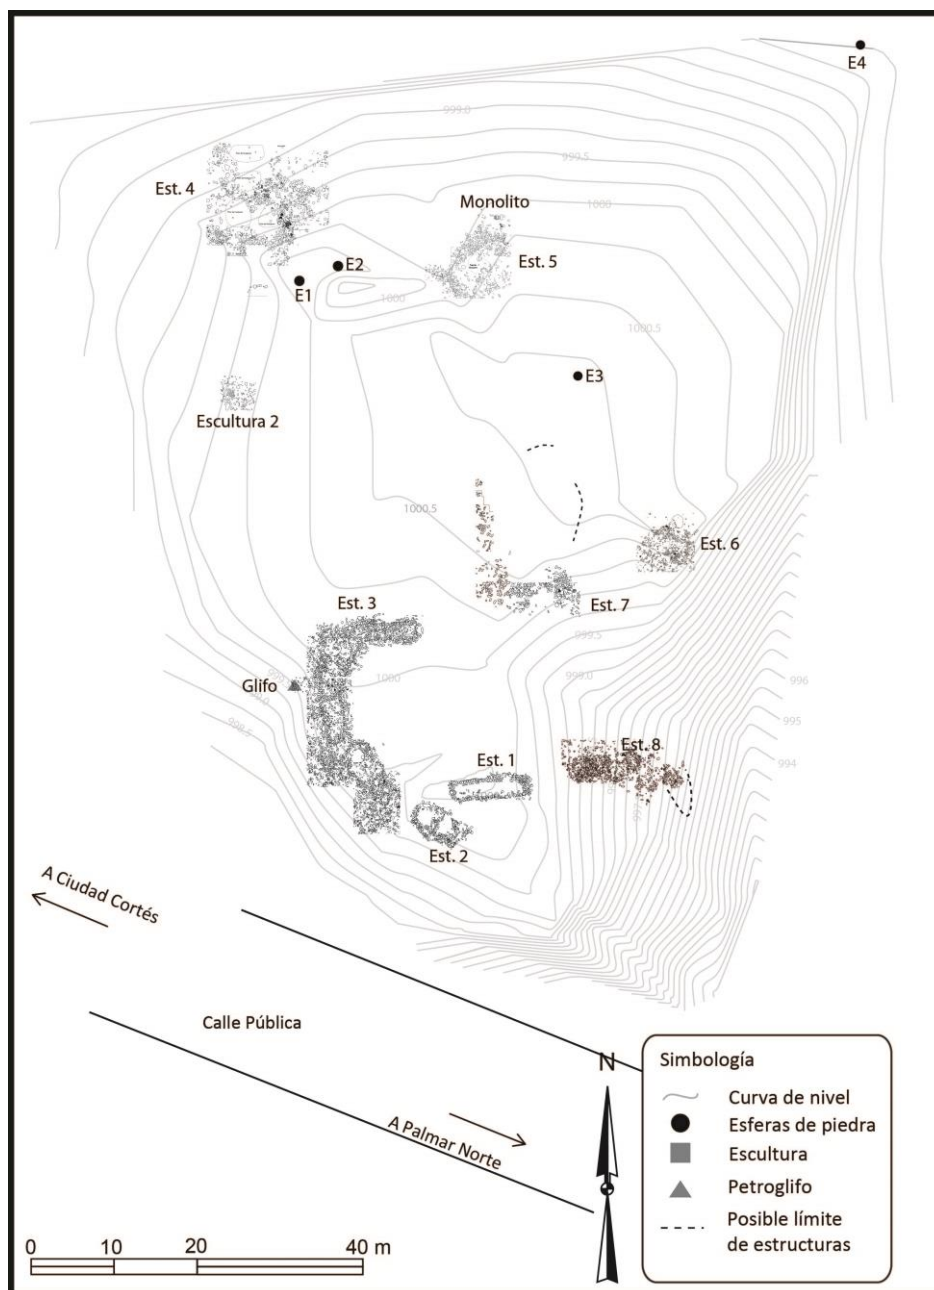 E4
999.0
999.5
Est. 4
Monolito
1000
E2
Est. 5
E1
1000
1000.5
E3
Escultura 2
1000.5
Est. 6
Est. 3
Est. 7
999.5
Glifo
1000
999.0
996
998.5
995
Est. 1
Est. 8
994
Est. 2
A Ciudad Cortés
Calle Pública
A Palmar Norte
N
Simbología
Curva de nivel
Esferas de piedra
Escultura
Petroglifo
Posible límite
de estructuras
0 10 20 40 m